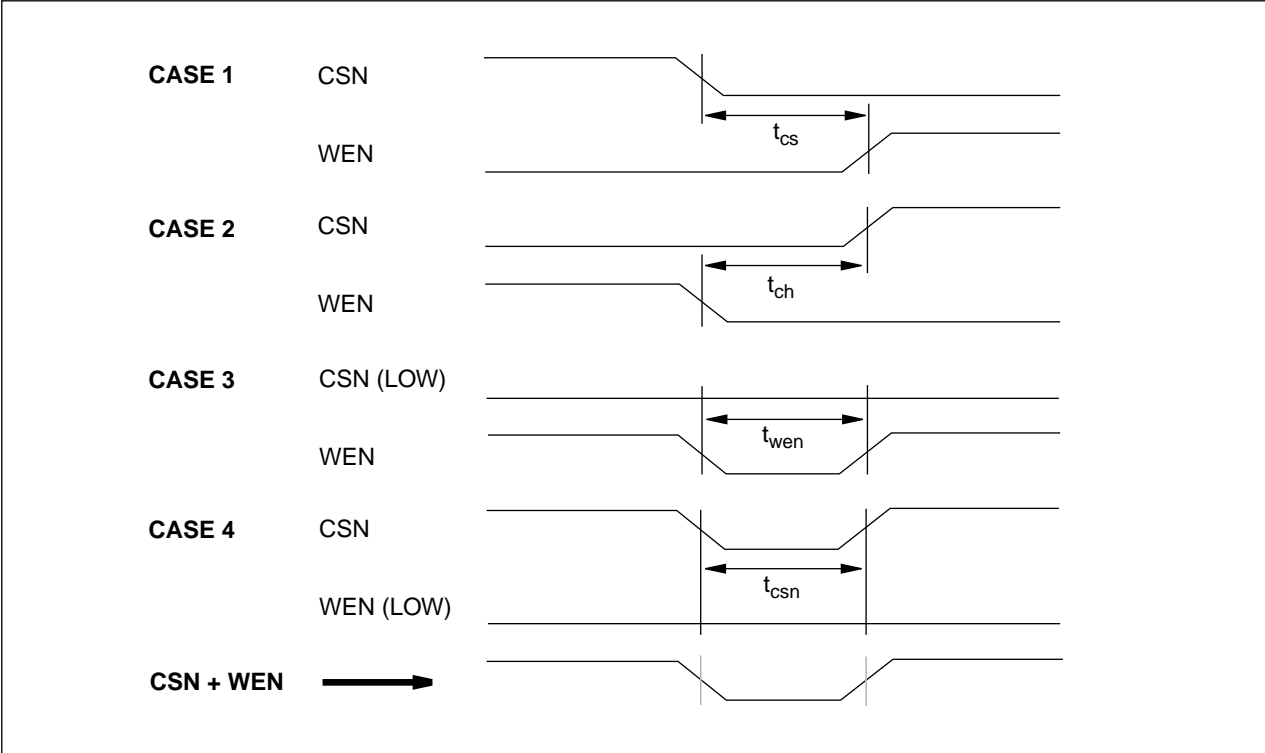 CASE 1 CSN
t_cs
WEN
CASE 2 CSN
t_ch
WEN
CASE 3 CSN (LOW)
t_wen
WEN
CASE 4 CSN
t_csn
WEN (LOW)
CSN + WEN